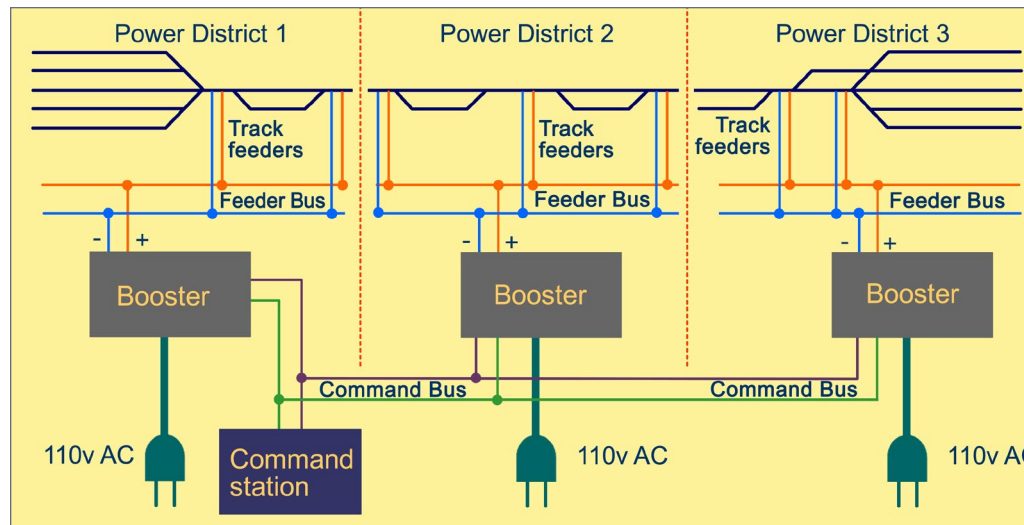 Power District 1
Power District 2
Power District 3
Track
feeders
Track
feeders
Track
feeders
Feeder Bus
Feeder Bus
Feeder Bus
- +
- +
- +
Booster
Booster
Booster
Command Bus
Command Bus
110v AC
Command
station
110v AC
110v AC